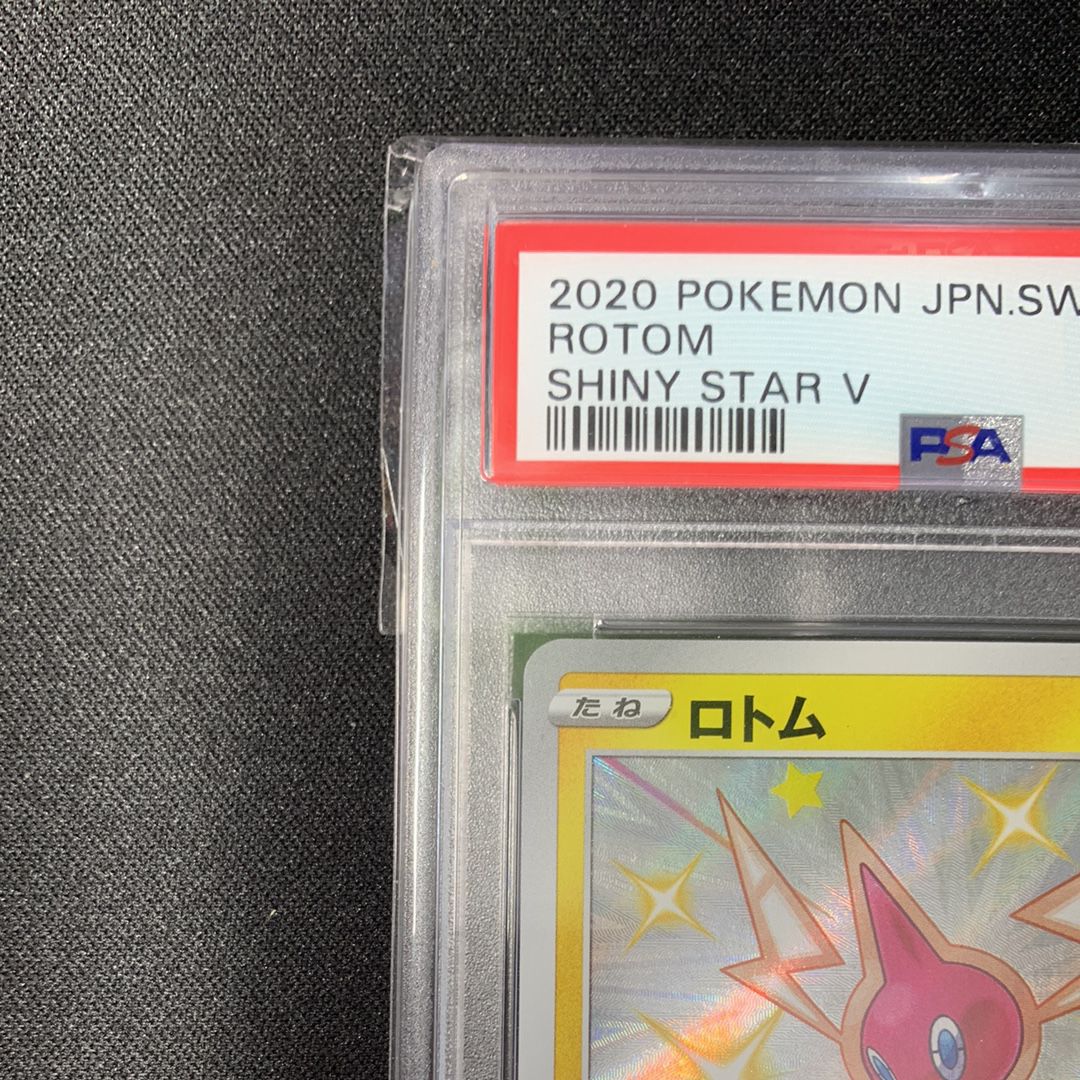 2020 POKEMON JPN.SW
ROTOM
SHINY STAR V
PSA
たね ロトム